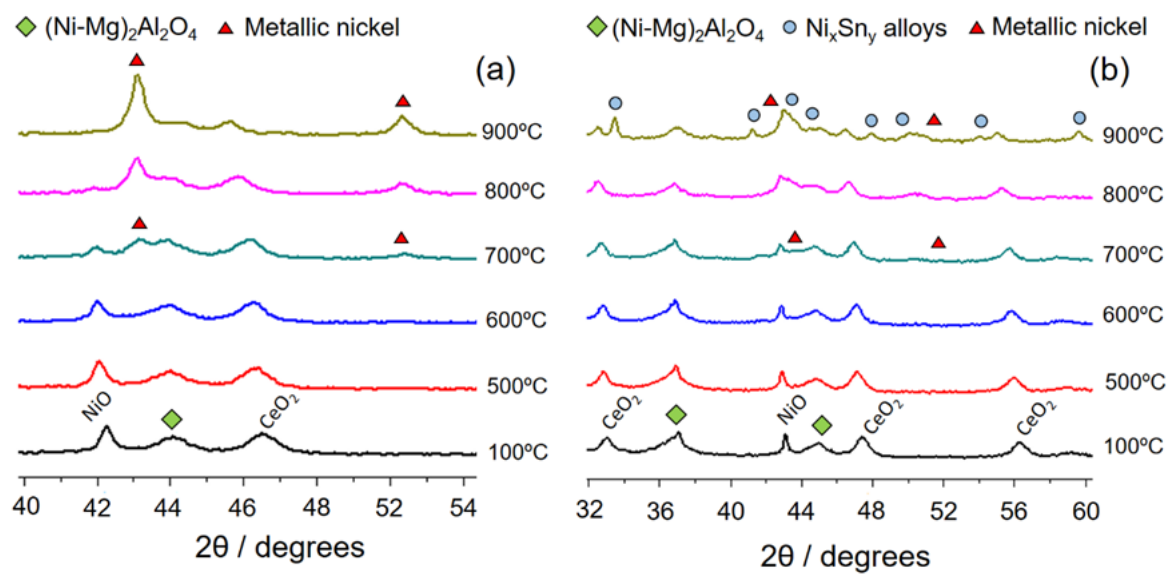 (Ni-Mg)2Al2O4 Metallic nickel
(a)
900ºC
800ºC
700ºC
600ºC
500ºC
NiO
CeO2
100ºC
40 42 44 46 48 50 52 54
2θ / degrees
(Ni-Mg)2Al2O4 NixSny alloys Metallic nickel
(b)
900ºC
800ºC
700ºC
600ºC
500ºC
CeO2
NiO
CeO2
CeO2
100ºC
32 36 40 44 48 52 56 60
2θ / degrees